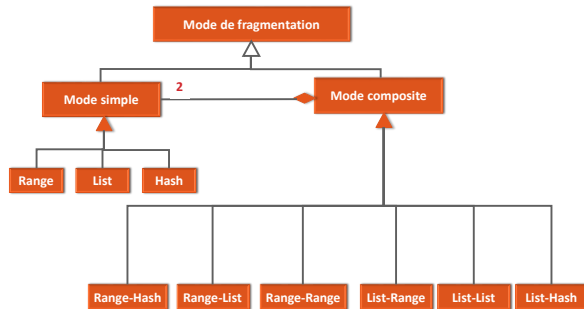 Mode de fragmentation
2
Mode simple
Mode composite
Range
List
Hash
Range-Hash
Range-List
Range-Range
List-Range
List-List
List-Hash